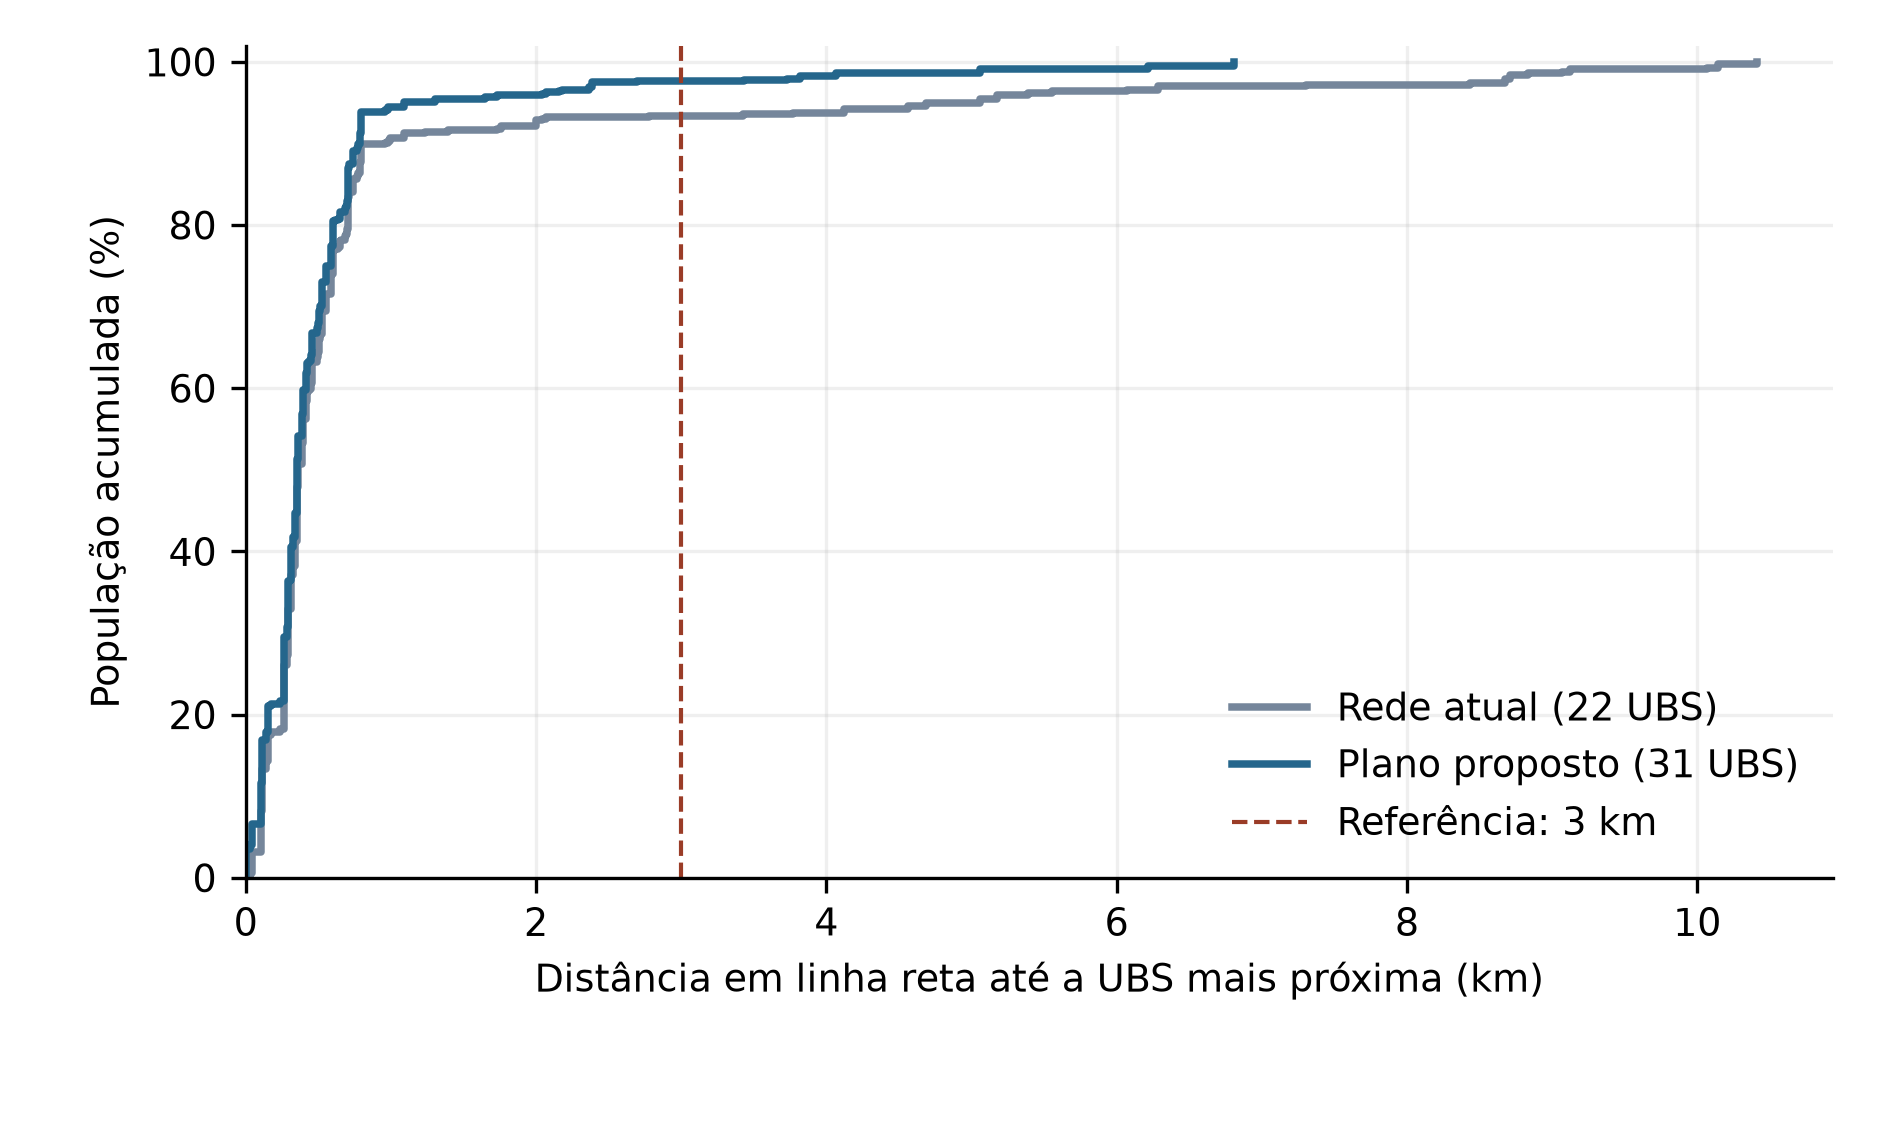 100
80
60
40
20
0
População acumulada (%)
0 2 4 6 8 10
Distância em linha reta até a UBS mais próxima (km)
Rede atual (22 UBS)
Plano proposto (31 UBS)
Referência: 3 km